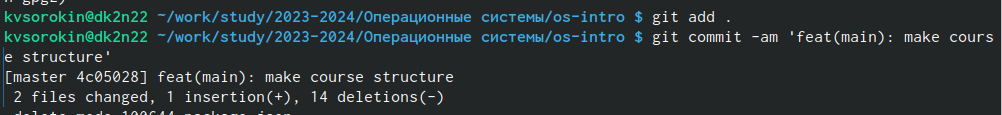 kvsorokin@dk2n22 ~/work/study/2023-2024/Операционные системы/os-intro $ git add .
kvsorokin@dk2n22 ~/work/study/2023-2024/Операционные системы/os-intro $ git commit -am 'feat(main): make cours
e structure'
[master 4c05028] feat(main): make course structure
2 files changed, 1 insertion(+), 14 deletions(-)